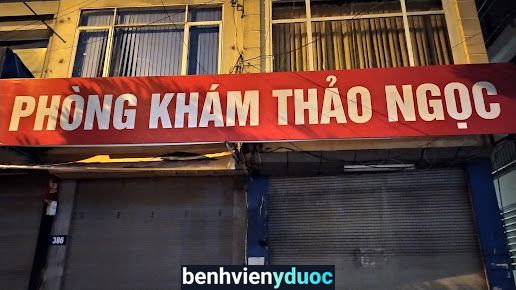 PHÒNG KHÁM THẢO NGỌC
386
benhvienyduoc